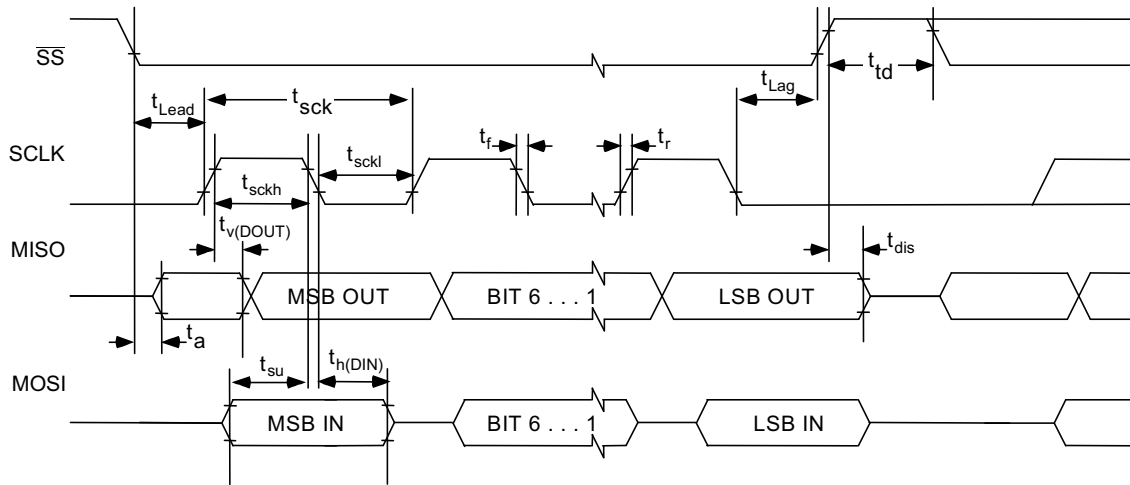 SS
t_td
t_Lag
t_Lead
t_sck
SCLK
t_f
t_r
t_sckl
t_sckh
t_v(DOUT)
MISO
t_dis
MSB OUT
BIT 6 . . . 1
LSB OUT
t_a
t_su
t_h(DIN)
MOSI
MSB IN
BIT 6 . . . 1
LSB IN